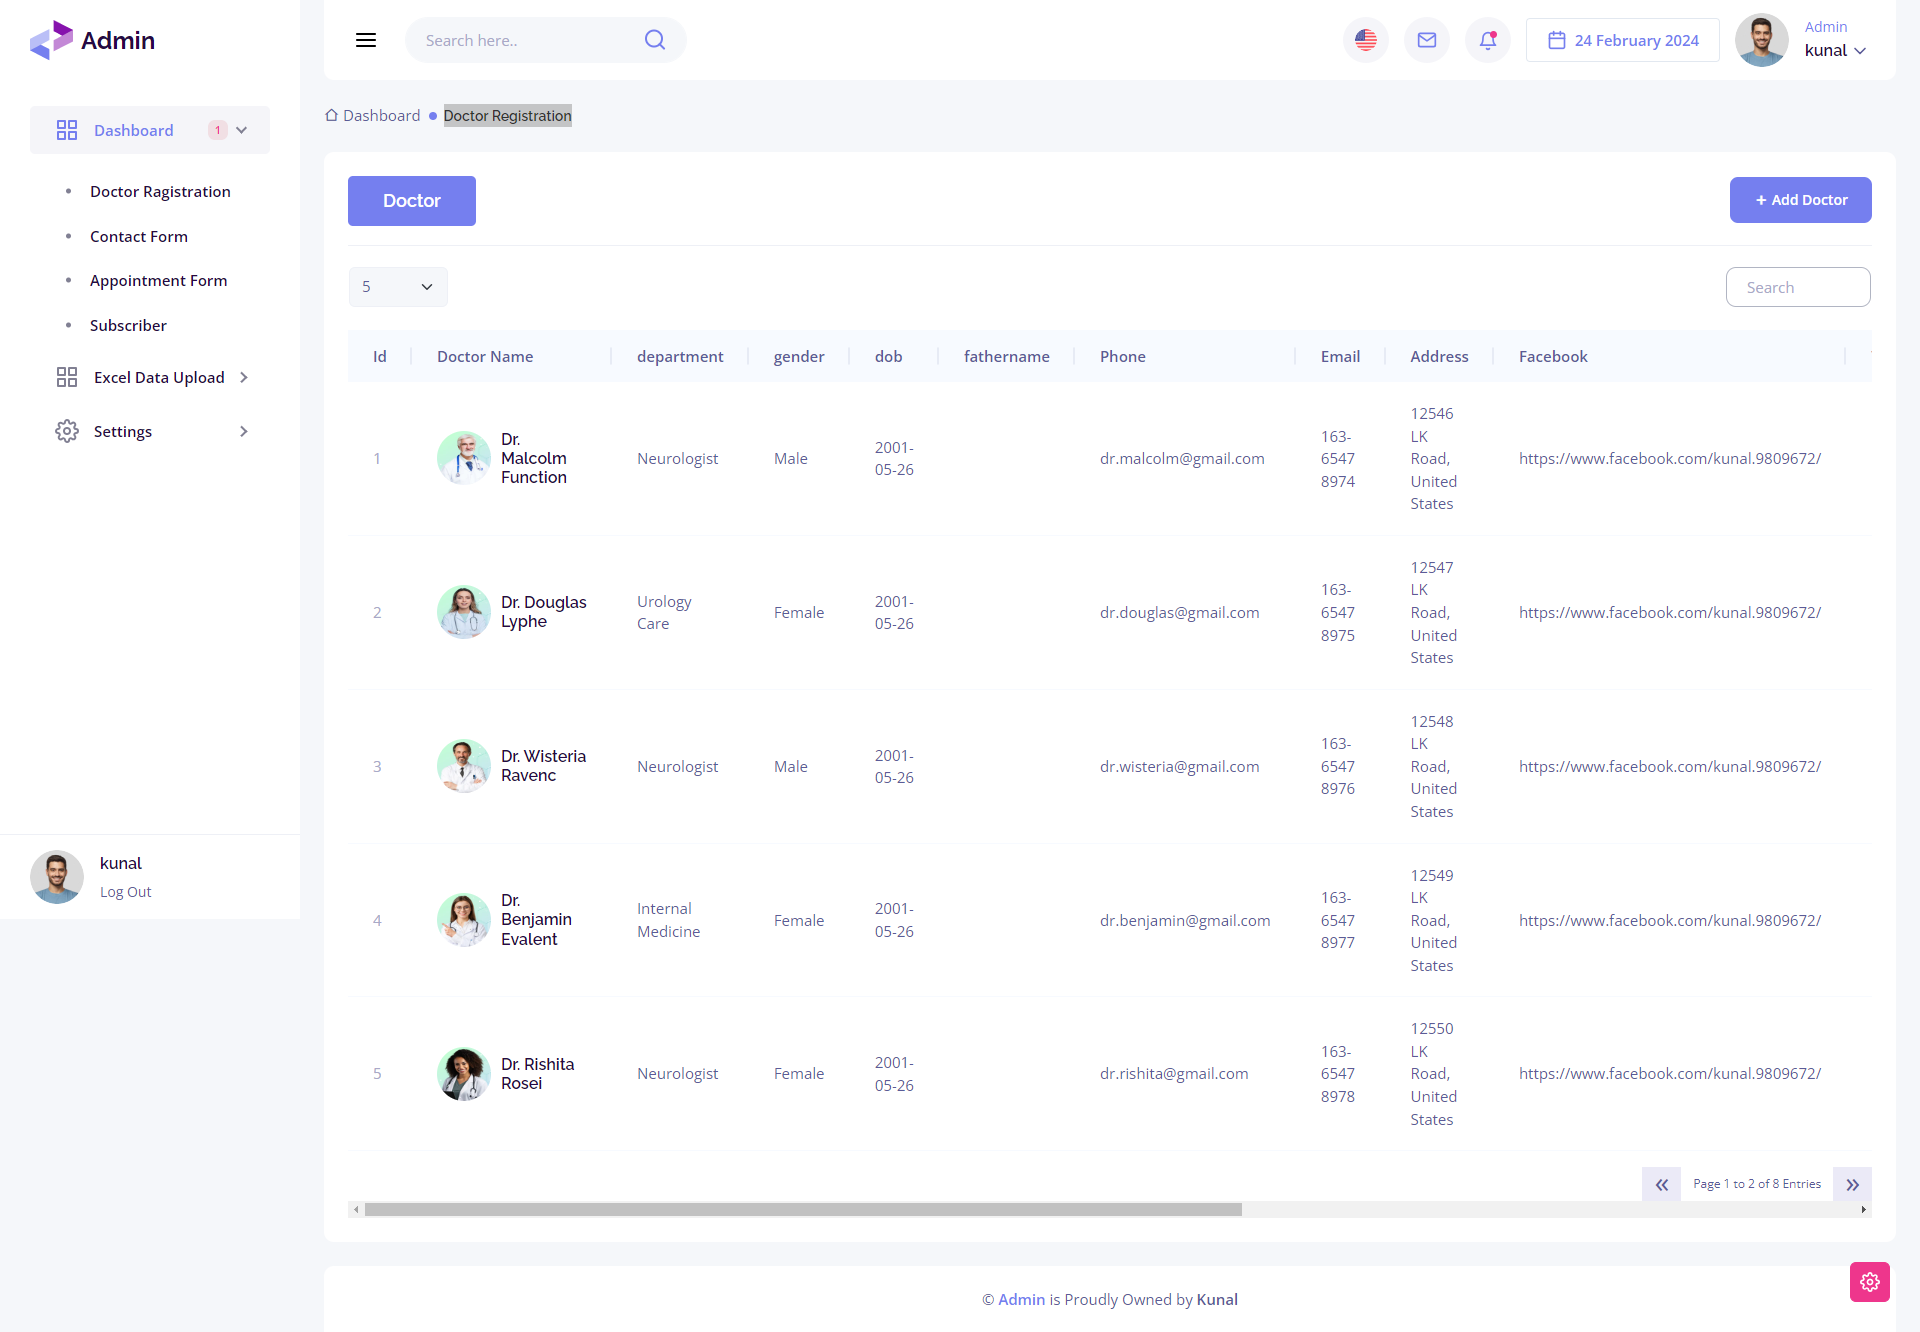 Admin
Search here..
24 February 2024
Admin
kunal
Dashboard
1
Doctor Ragistration
Contact Form
Appointment Form
Subscriber
Excel Data Upload
Settings
kunal
Log Out
Dashboard
Doctor Registration
Doctor
+ Add Doctor
5
Search
Id Doctor Name department gender dob fathername Phone Email Address Facebook
1
Dr.
Malcolm
Function
Neurologist
Male
2001-
05-26
dr.malcolm@gmail.com
163-
6547
8974
12546
LK
Road,
United
States
https://www.facebook.com/kunal.9809672/
2
Dr. Douglas
Lyphe
Urology
Care
Female
2001-
05-26
dr.douglas@gmail.com
163-
6547
8975
12547
LK
Road,
United
States
https://www.facebook.com/kunal.9809672/
3
Dr. Wisteria
Ravenc
Neurologist
Male
2001-
05-26
dr.wisteria@gmail.com
163-
6547
8976
12548
LK
Road,
United
States
https://www.facebook.com/kunal.9809672/
4
Dr.
Benjamin
Evalent
Internal
Medicine
Female
2001-
05-26
dr.benjamin@gmail.com
163-
6547
8977
12549
LK
Road,
United
States
https://www.facebook.com/kunal.9809672/
5
Dr. Rishita
Rosei
Neurologist
Female
2001-
05-26
dr.rishita@gmail.com
163-
6547
8978
12550
LK
Road,
United
States
https://www.facebook.com/kunal.9809672/
« Page 1 to 2 of 8 Entries »
© Admin is Proudly Owned by Kunal